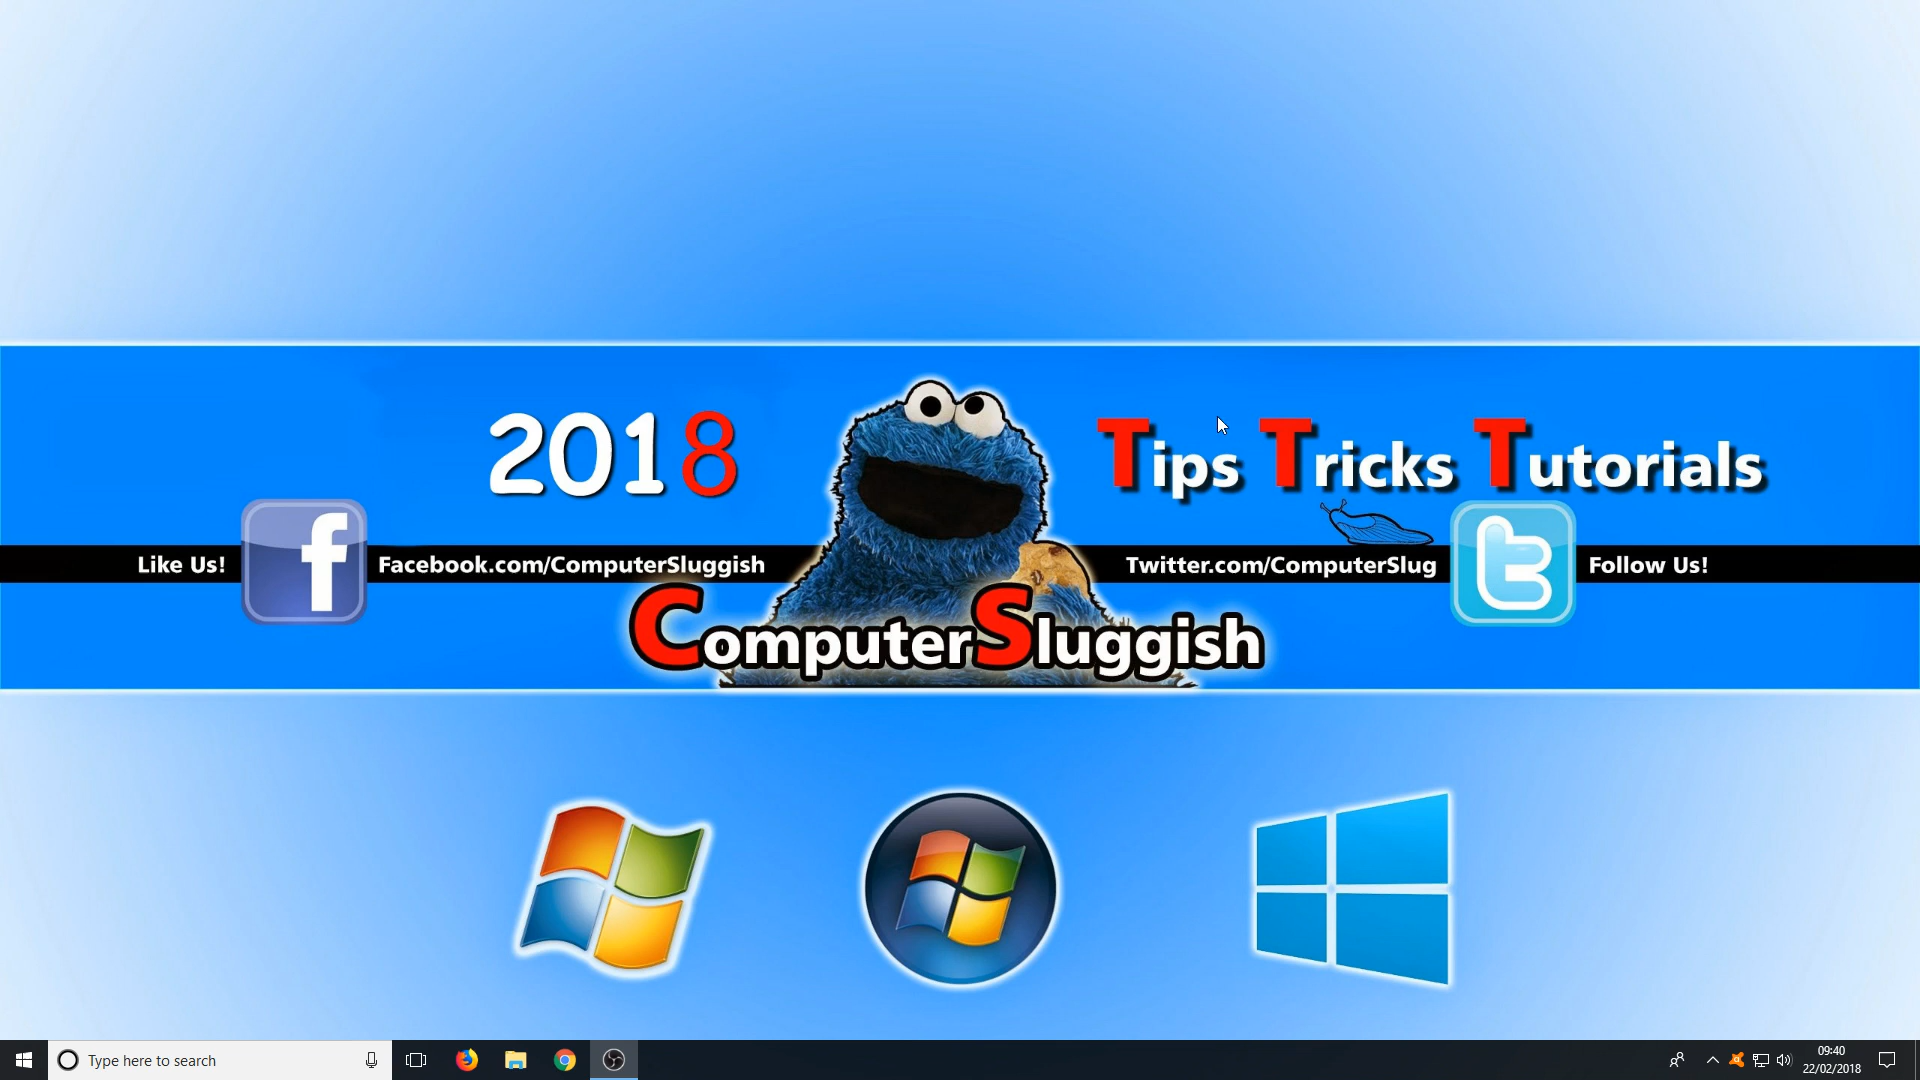 2018
Tips Tricks Tutorials
Like Us!
Facebook.com/ComputerSluggish
Twitter.com/ComputerSlug
Follow Us!
ComputerSluggish
Type here to search
09:40
22/02/2018